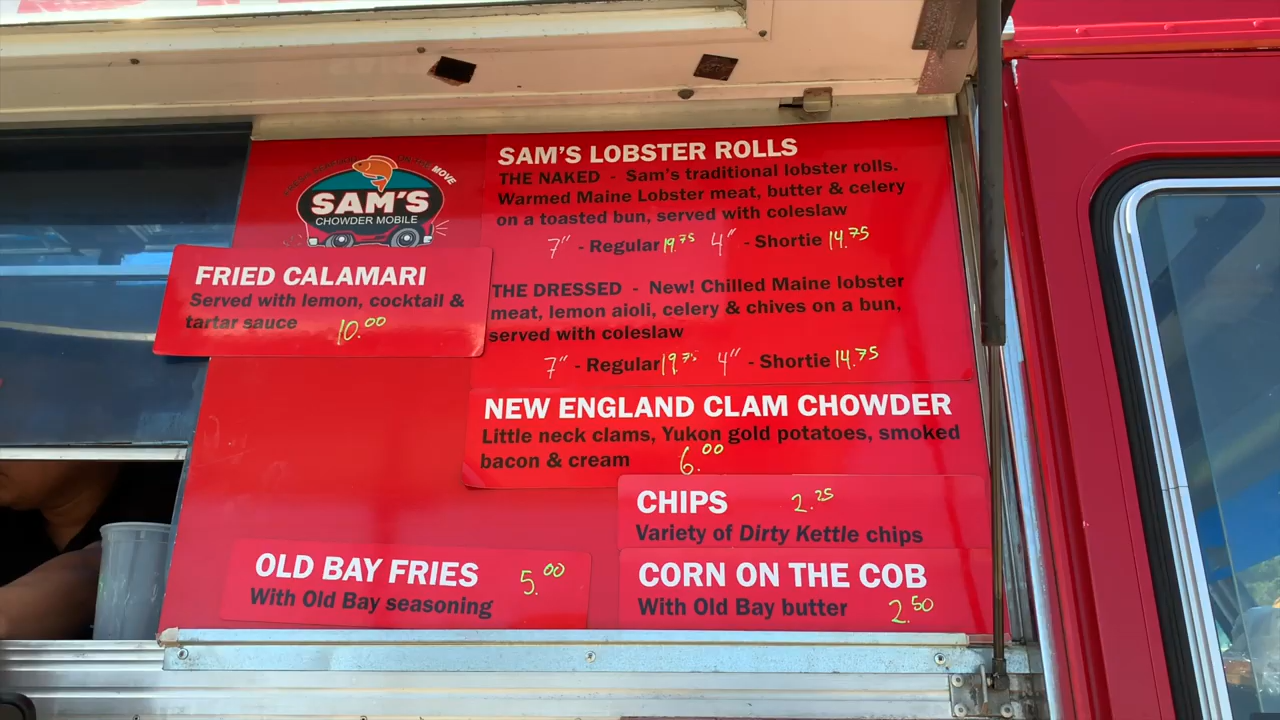 ON THE MOVE
SAM'S
CHOWDER MOBILE
FRIED CALAMARI
Served with lemon, cocktail &
tartar sauce 10.00
SAM'S LOBSTER ROLLS
THE NAKED - Sam's traditional lobster rolls.
Warmed Maine Lobster meat, butter & celery
on a toasted bun, served with coleslaw
7" - Regular 19.75 4" - Shortie 14.75
THE DRESSED - New! Chilled Maine lobster
meat, lemon aioli, celery & chives on a bun,
served with coleslaw
7" - Regular 19.75 4" - Shortie 14.75
NEW ENGLAND CLAM CHOWDER
Little neck clams, Yukon gold potatoes, smoked
bacon & cream 6.00
CHIPS 2.25
Variety of Dirty Kettle chips
OLD BAY FRIES 5.00
With Old Bay seasoning
CORN ON THE COB
With Old Bay butter 2.50